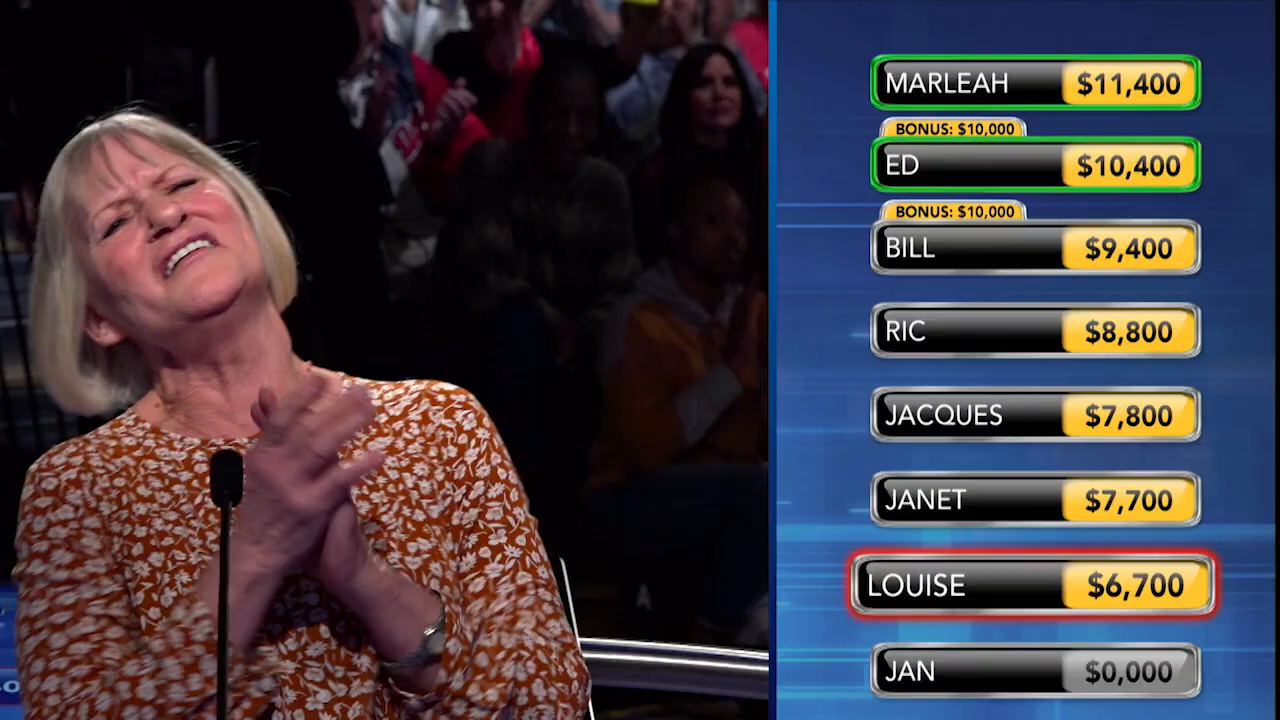 MARLEAH $11,400
BONUS: $10,000
ED $10,400
BONUS: $10,000
BILL $9,400
RIC $8,800
JACQUES $7,800
JANET $7,700
LOUISE $6,700
JAN $0,000